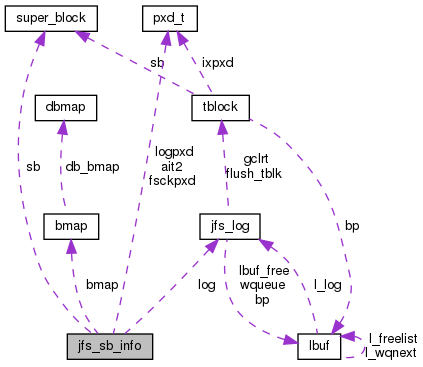 super_block
pxd_t
sb
ixpxd
dbmap
tblock
logpxd
ait2
fsckpxd
gclrt
flush_tblk
sb
db_bmap
bmap
jfs_log
bp
lbuf_free
wqueue
bp
l_log
bmap
log
jfs_sb_info
lbuf
l_freelist
l_wqnext